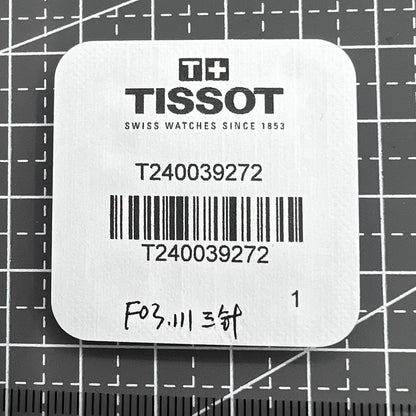 T+
TISSOT
SWISS WATCHES SINCE 1853
T240039272
T240039272
1
F03.111 三针